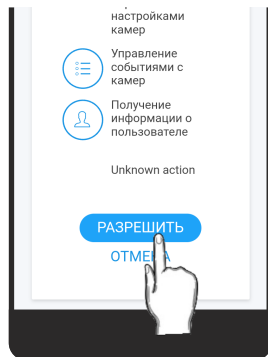 настройками
камер
Управление
событиями с
камер
Получение
информации о
пользователе
Unknown action
РАЗРЕШИТЬ
ОТМЕНА